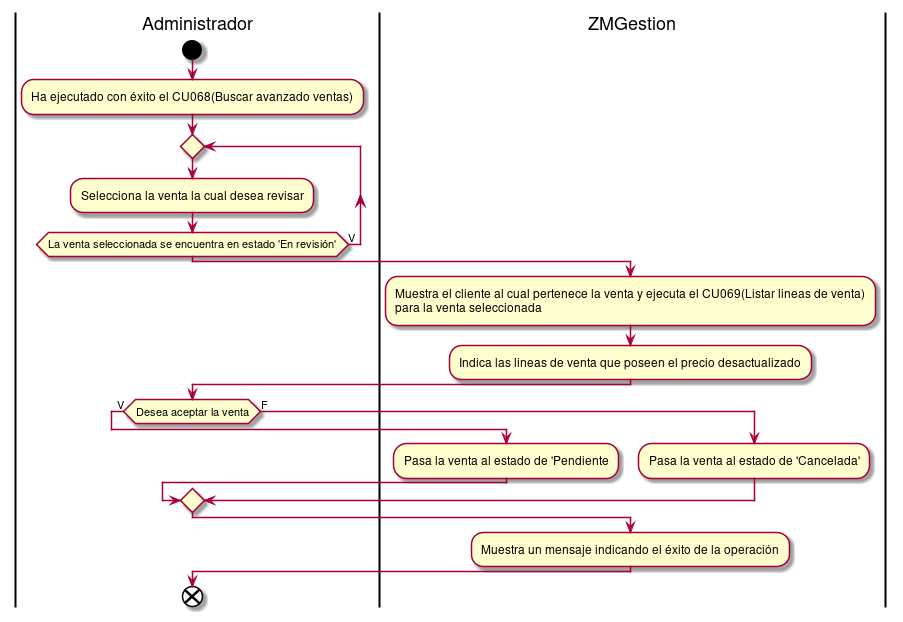 Administrador
ZMGestion
Ha ejecutado con éxito el CU068(Buscar avanzado ventas)
Selecciona la venta la cual desea revisar
La venta seleccionada se encuentra en estado 'En revisión'
V
Muestra el cliente al cual pertenece la venta y ejecuta el CU069(Listar lineas de venta)
para la venta seleccionada
Indica las lineas de venta que poseen el precio desactualizado
V
Desea aceptar la venta
F
Pasa la venta al estado de 'Pendiente
Pasa la venta al estado de 'Cancelada'
Muestra un mensaje indicando el éxito de la operación